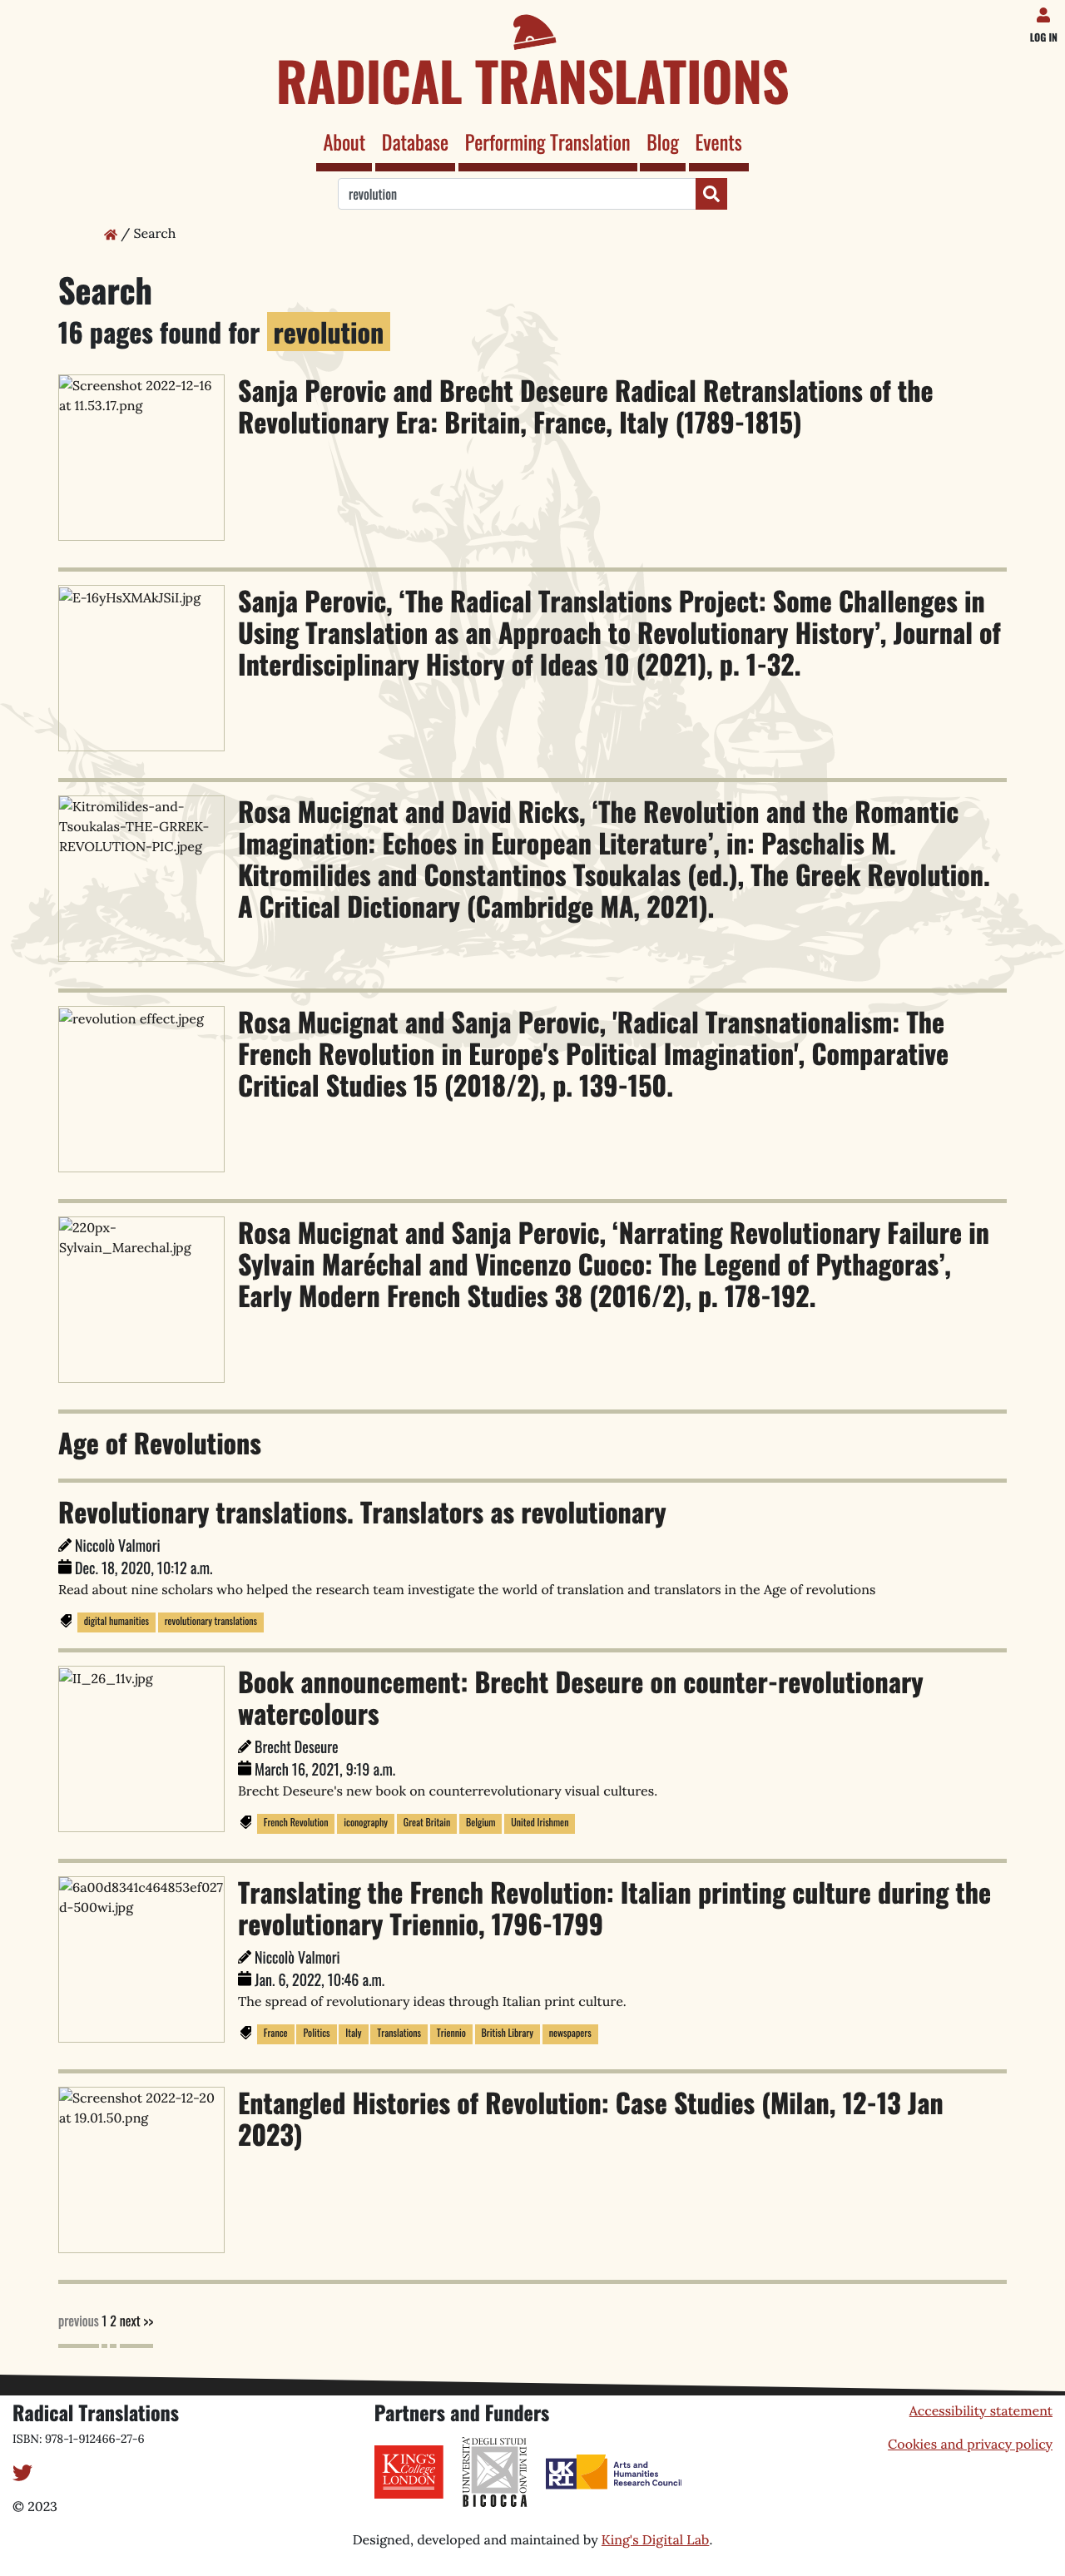 LOG IN
RADICAL TRANSLATIONS
About Database Performing Translation Blog Events
revolution
/ Search
Search
16 pages found for revolution
Screenshot 2022-12-16
at 11.53.17.png
Sanja Perovic and Brecht Deseure Radical Retranslations of the
Revolutionary Era: Britain, France, Italy (1789-1815)
E-16yHsXMAkJSiI.jpg
Sanja Perovic, ‘The Radical Translations Project: Some Challenges in
Using Translation as an Approach to Revolutionary History’, Journal of
Interdisciplinary History of Ideas 10 (2021), p. 1-32.
Kitromilides-and-
Tsoukalas-THE-GRREK-
REVOLUTION-PIC.jpeg
Rosa Mucignat and David Ricks, ‘The Revolution and the Romantic
Imagination: Echoes in European Literature’, in: Paschalis M.
Kitromilides and Constantinos Tsoukalas (ed.), The Greek Revolution.
A Critical Dictionary (Cambridge MA, 2021).
revolution effect.jpeg
Rosa Mucignat and Sanja Perovic, 'Radical Transnationalism: The
French Revolution in Europe's Political Imagination', Comparative
Critical Studies 15 (2018/2), p. 139-150.
220px-
Sylvain_Marechal.jpg
Rosa Mucignat and Sanja Perovic, ‘Narrating Revolutionary Failure in
Sylvain Maréchal and Vincenzo Cuoco: The Legend of Pythagoras’,
Early Modern French Studies 38 (2016/2), p. 178-192.
Age of Revolutions
Revolutionary translations. Translators as revolutionary
Niccolò Valmori
Dec. 18, 2020, 10:12 a.m.
Read about nine scholars who helped the research team investigate the world of translation and translators in the Age of revolutions
digital humanities revolutionary translations
II_26_11v.jpg
Book announcement: Brecht Deseure on counter-revolutionary
watercolours
Brecht Deseure
March 16, 2021, 9:19 a.m.
Brecht Deseure's new book on counterrevolutionary visual cultures.
French Revolution iconography Great Britain Belgium United Irishmen
6a00d8341c464853ef027
d-500wi.jpg
Translating the French Revolution: Italian printing culture during the
revolutionary Triennio, 1796-1799
Niccolò Valmori
Jan. 6, 2022, 10:46 a.m.
The spread of revolutionary ideas through Italian print culture.
France Politics Italy Translations Triennio British Library newspapers
Screenshot 2022-12-20
at 19.01.50.png
Entangled Histories of Revolution: Case Studies (Milan, 12-13 Jan
2023)
previous 1 2 next >>
Radical Translations
ISBN: 978-1-912466-27-6
© 2023
Partners and Funders
KING'S
College
LONDON
UNIVERSITA'
DEGLI STUDI
DI MILANO
BICOCCA
UKRI
Arts and
Humanities
Research Council
Accessibility statement
Cookies and privacy policy
Designed, developed and maintained by King's Digital Lab.